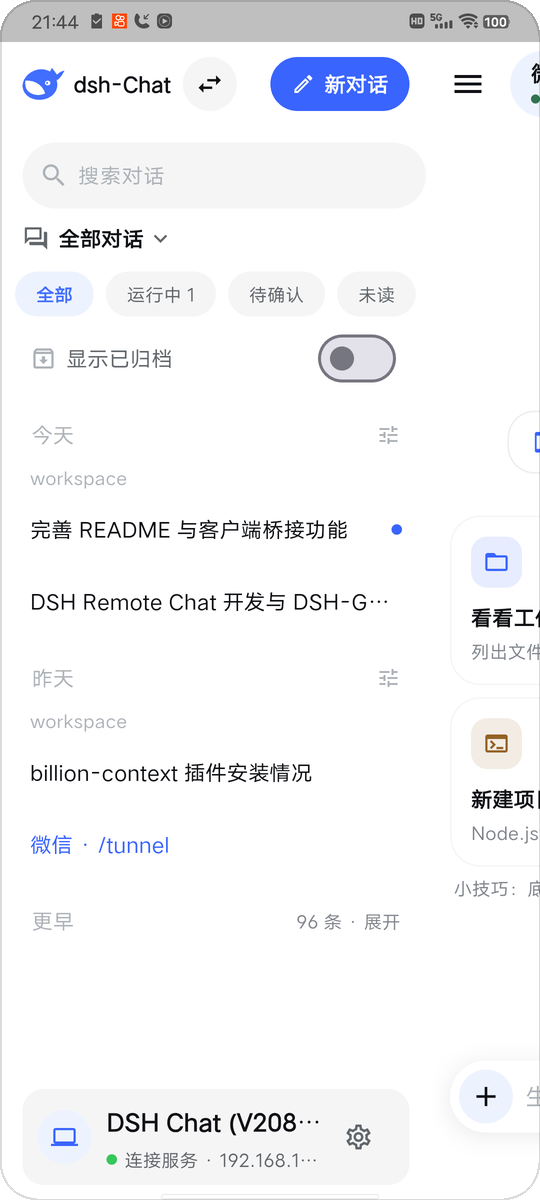 21:44
HD 5G 100
dsh-Chat
新对话
搜索对话
全部对话
全部
运行中 1
待确认
未读
显示已归档
今天
workspace
完善 README 与客户端桥接功能
DSH Remote Chat 开发与 DSH-G…
看看工
列出文件
昨天
workspace
billion-context 插件安装情况
新建项
Node.js
微信 · /tunnel
小技巧：底
更早
96 条 · 展开
DSH Chat (V208…
连接服务 · 192.168.1…